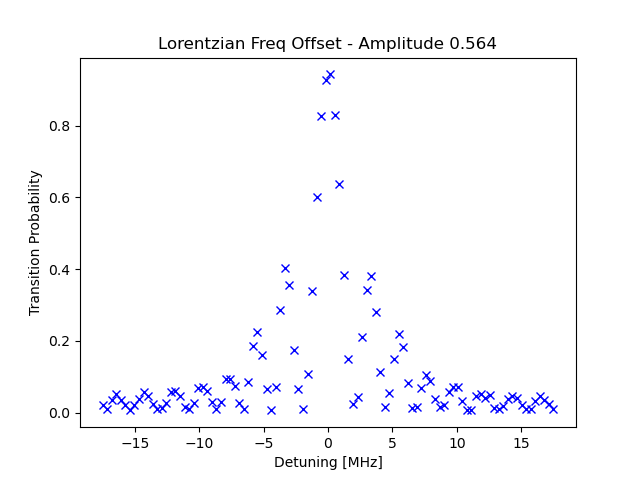 Lorentzian Freq Offset - Amplitude 0.564
Transition Probability
0.8
0.6
0.4
0.2
0.0
−15 −10 −5 0 5 10 15
Detuning [MHz]